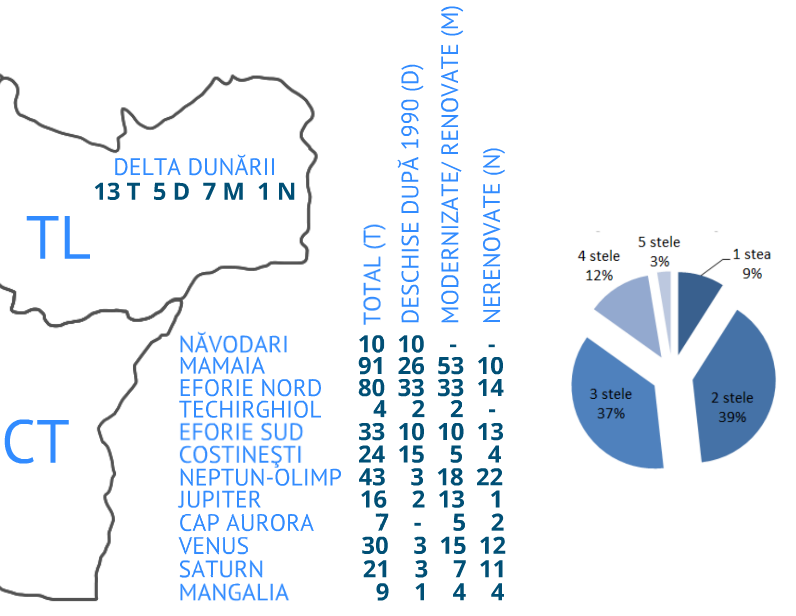 DELTA DUNĂRII
13 T 5 D 7 M 1 N
TL
CT
TOTAL (T)
DESCHISE DUPĂ 1990 (D)
MODERNIZATE/ RENOVATE (M)
NERENOVATE (N)
NĂVODARI 10 10 - -
MAMAIA 91 26 53 10
EFORIE NORD 80 33 33 14
TECHIRGHIOL 4 2 2 -
EFORIE SUD 33 10 10 13
COSTINEŞTI 24 15 5 4
NEPTUN-OLIMP 43 3 18 22
JUPITER 16 2 13 1
CAP AURORA 7 - 5 2
VENUS 30 3 15 12
SATURN 21 3 7 11
MANGALIA 9 1 4 4
5 stele
3%
1 stea
9%
4 stele
12%
3 stele
37%
2 stele
39%